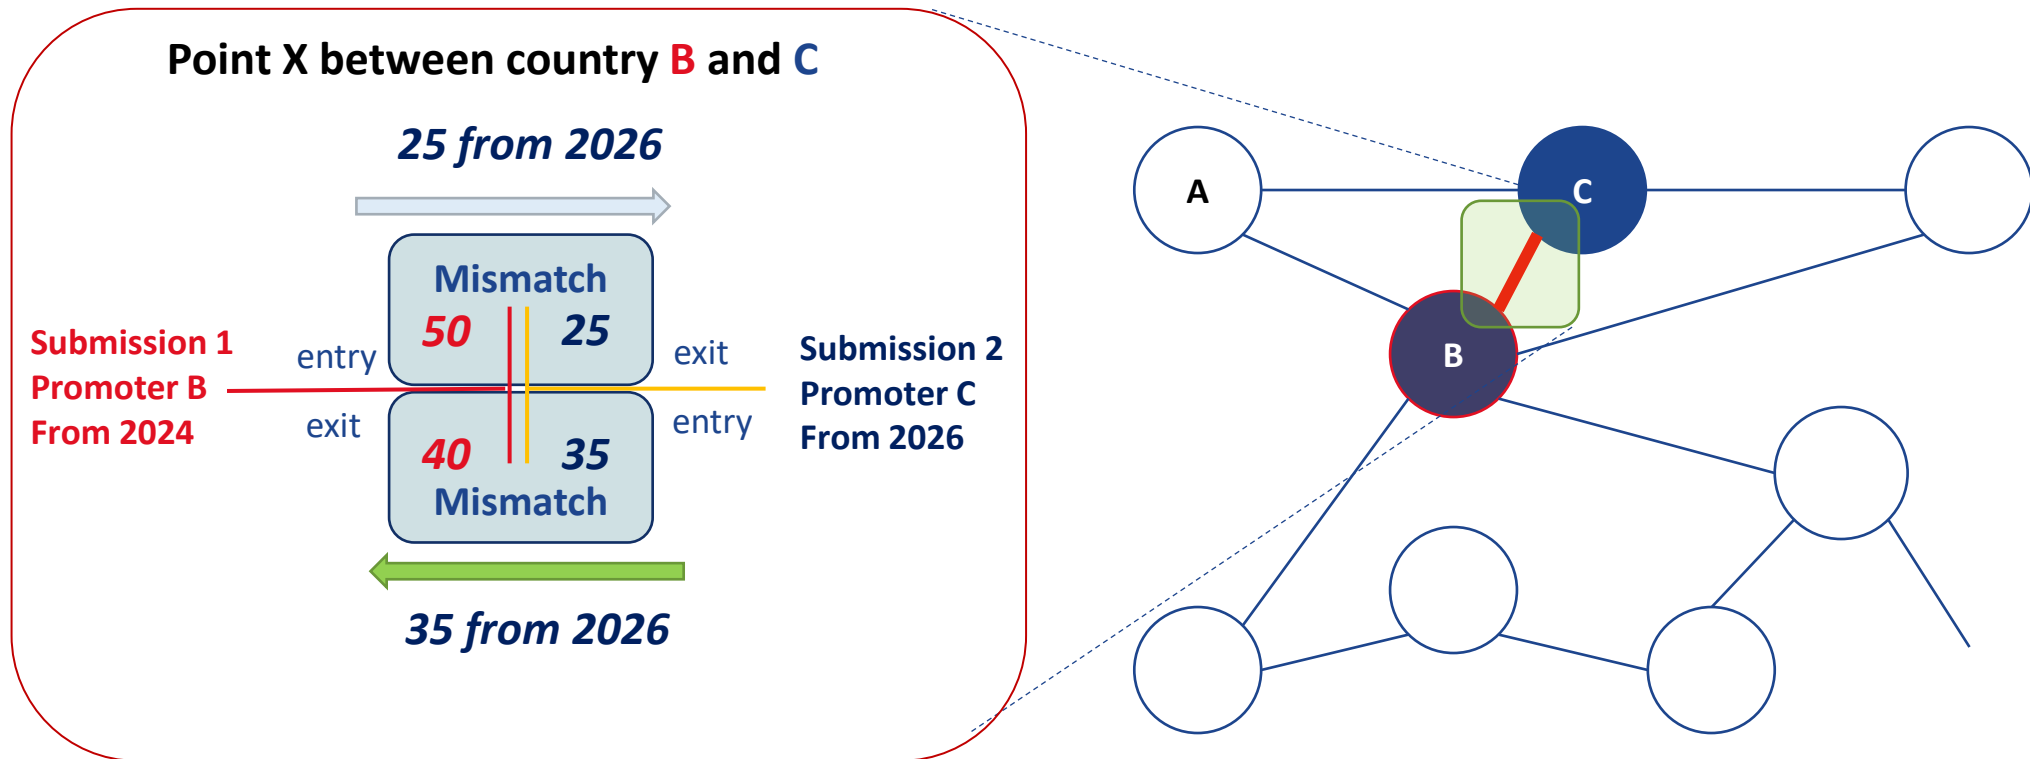 Point X between country B and C
25 from 2026
Mismatch
50 25
Submission 1
Promoter B
From 2024
entry
exit
exit
entry
Submission 2
Promoter C
From 2026
40 35
Mismatch
35 from 2026
A
C
B